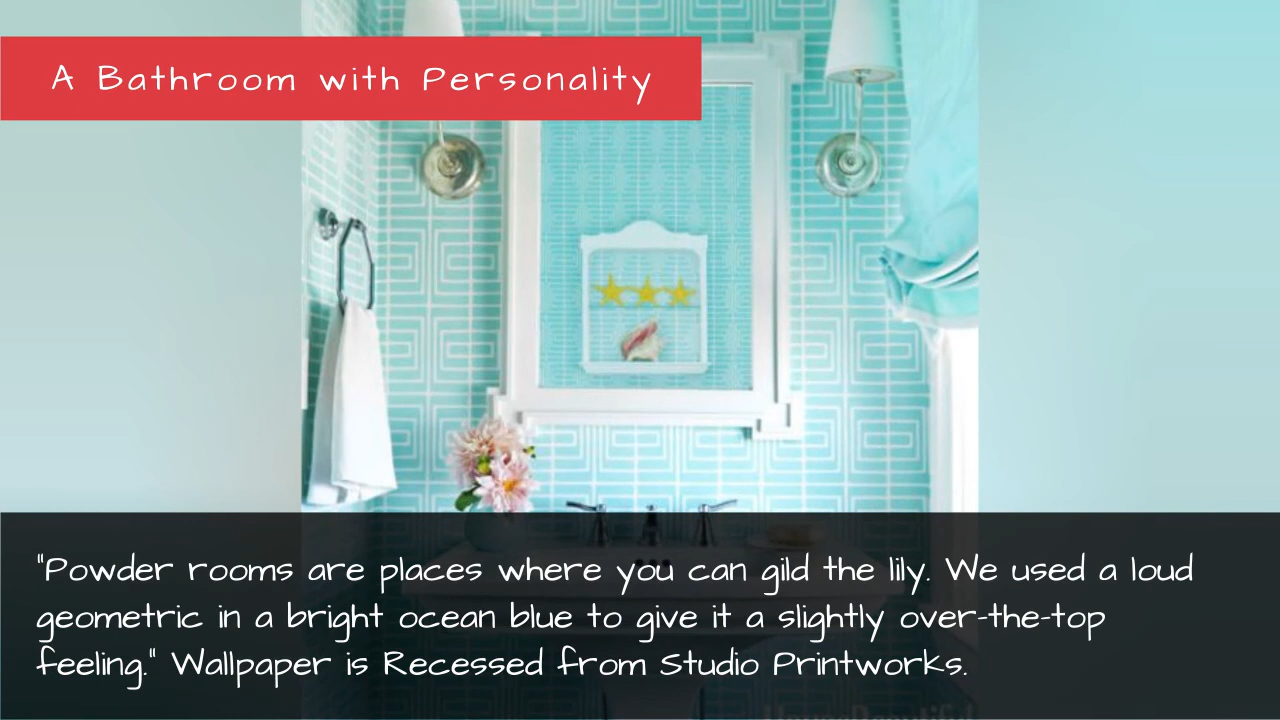 A Bathroom with Personality
"Powder rooms are places where you can gild the lily. We used a loud
geometric in a bright ocean blue to give it a slightly over-the-top
feeling." Wallpaper is Recessed from Studio Printworks.